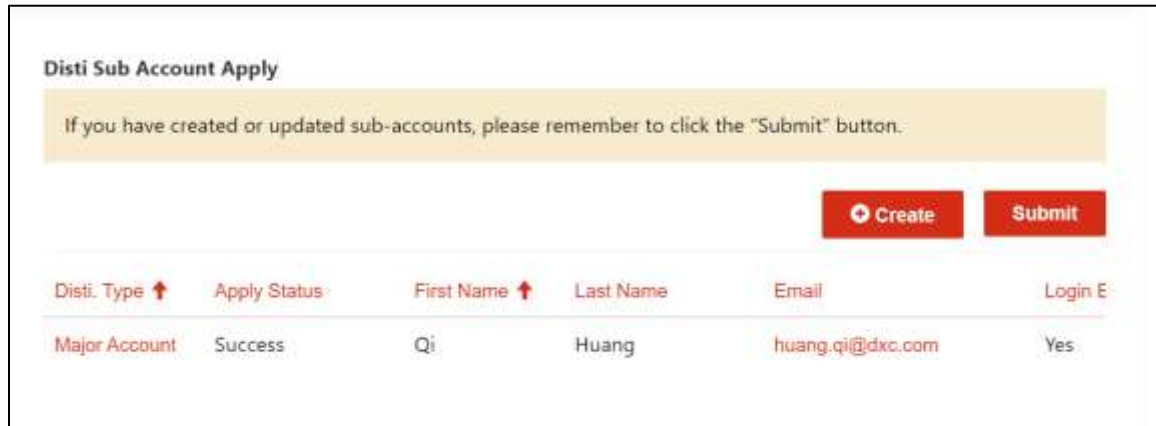 Disti Sub Account Apply
If you have created or updated sub-accounts, please remember to click the "Submit" button.
Create Submit
Disti. Type Apply Status First Name Last Name Email Login E
Major Account Success Qi Huang huang.qi@dxc.com Yes